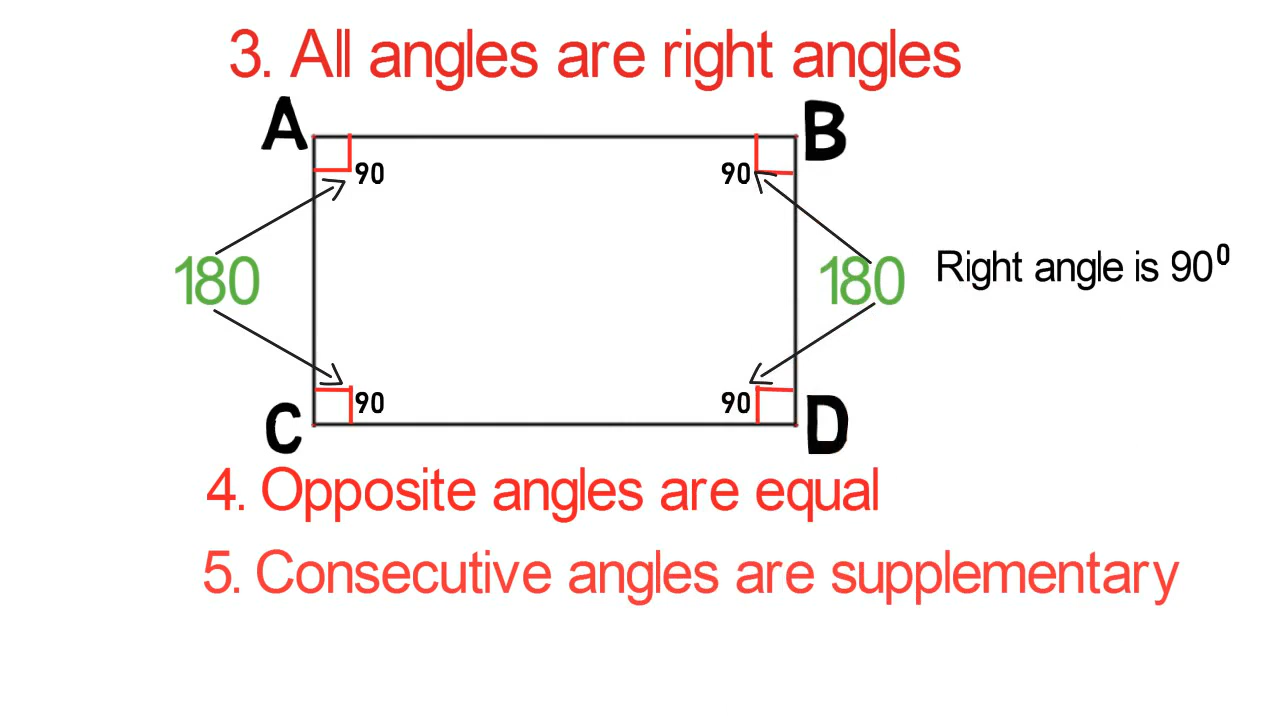 3. All angles are right angles
A B
90 90
180 180 Right angle is 90⁰
90 90
C D
4. Opposite angles are equal
5. Consecutive angles are supplementary